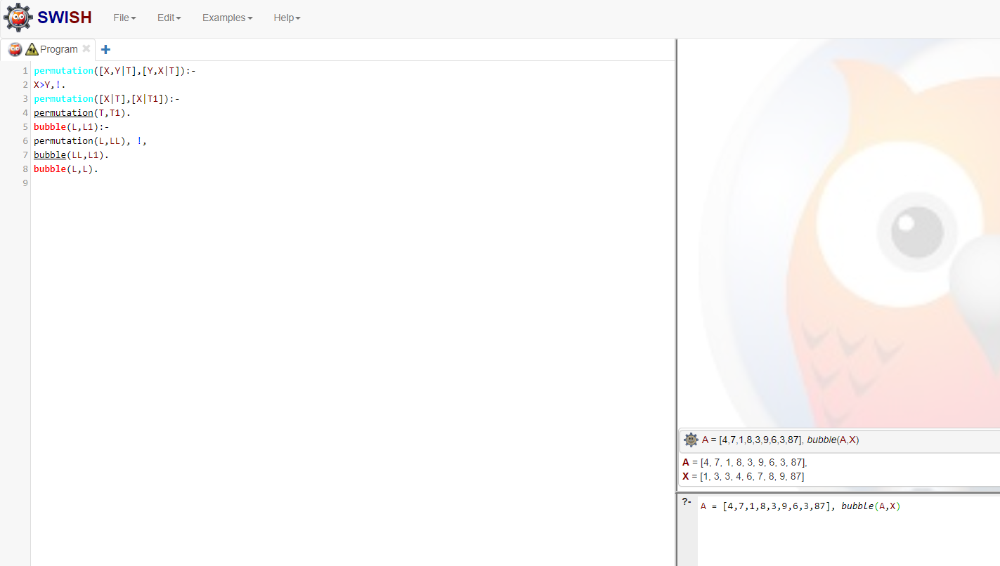 SWISH File Edit Examples Help
Program
1 permutation([X,Y|T],[Y,X|T]):-
2 X>Y,!.
3 permutation([X|T],[X|T1]):-
4 permutation(T,T1).
5 bubble(L,L1):-
6 permutation(L,LL), !,
7 bubble(LL,L1).
8 bubble(L,L).
9
A = [4,7,1,8,3,9,6,3,87], bubble(A,X)
A = [4, 7, 1, 8, 3, 9, 6, 3, 87],
X = [1, 3, 3, 4, 6, 7, 8, 9, 87]
?- A = [4,7,1,8,3,9,6,3,87], bubble(A,X)